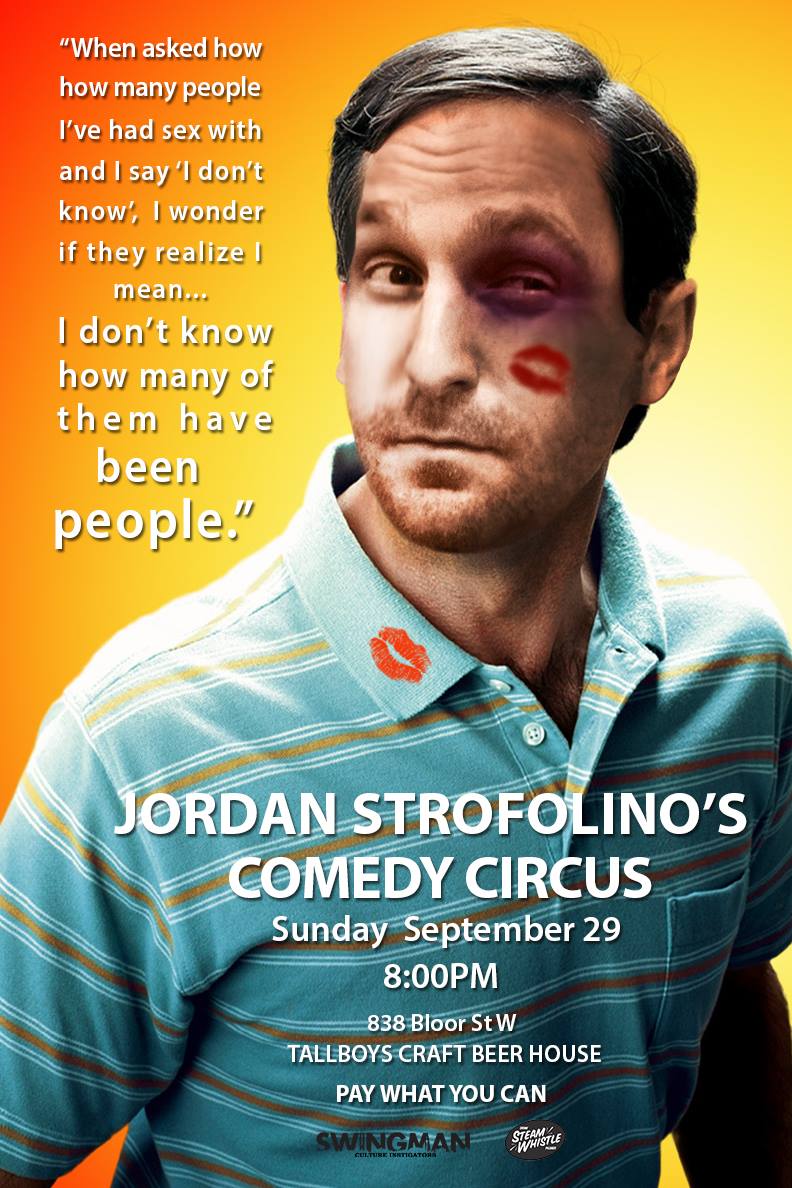 “When asked how
how many people
I’ve had sex with
and I say ‘I don’t
know’, I wonder
if they realize I
mean...
I don’t know
how many of
them have
been
people.”
JORDAN STROFOLINO’S
COMEDY CIRCUS
Sunday September 29
8:00PM
838 Bloor St W
TALLBOYS CRAFT BEER HOUSE
PAY WHAT YOU CAN
SWINGMAN
CULTURE INSTIGATORS
STEAM
WHISTLE